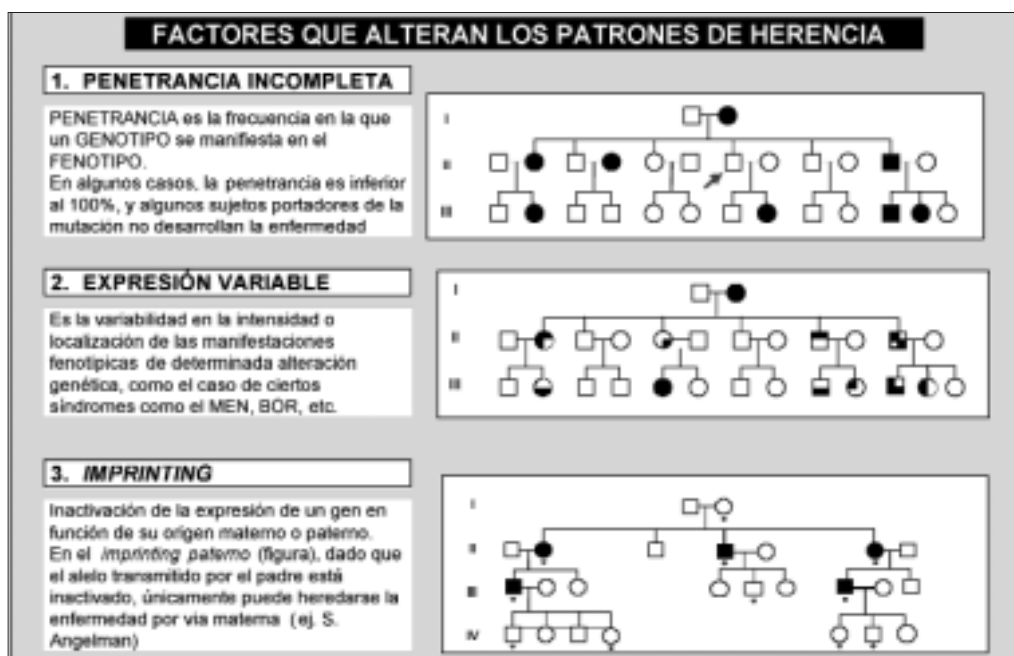 FACTORES QUE ALTERAN LOS PATRONES DE HERENCIA
1. PENETRANCIA INCOMPLETA
PENETRANCIA es la frecuencia en la que
un GENOTIPO se manifiesta en el
FENOTIPO.
En algunos casos, la penetrancia es inferior
al 100%, y algunos sujetos portadores de la
mutación no desarrollan la enfermedad
I
II
III
2. EXPRESIÓN VARIABLE
Es la variabilidad en la intensidad o
localización de las manifestaciones
fenotípicas de determinada alteración
genética, como el caso de ciertos
síndromes como el MEN, BOR, etc.
I
II
III
3. IMPRINTING
Inactivación de la expresión de un gen en
función de su origen materno o paterno.
En el imprinting paterno (figura), dado que
el alelo transmitido por el padre está
inactivado, únicamente puede heredarse la
enfermedad por via materna (ej. S.
Angelman)
I
II
III
IV